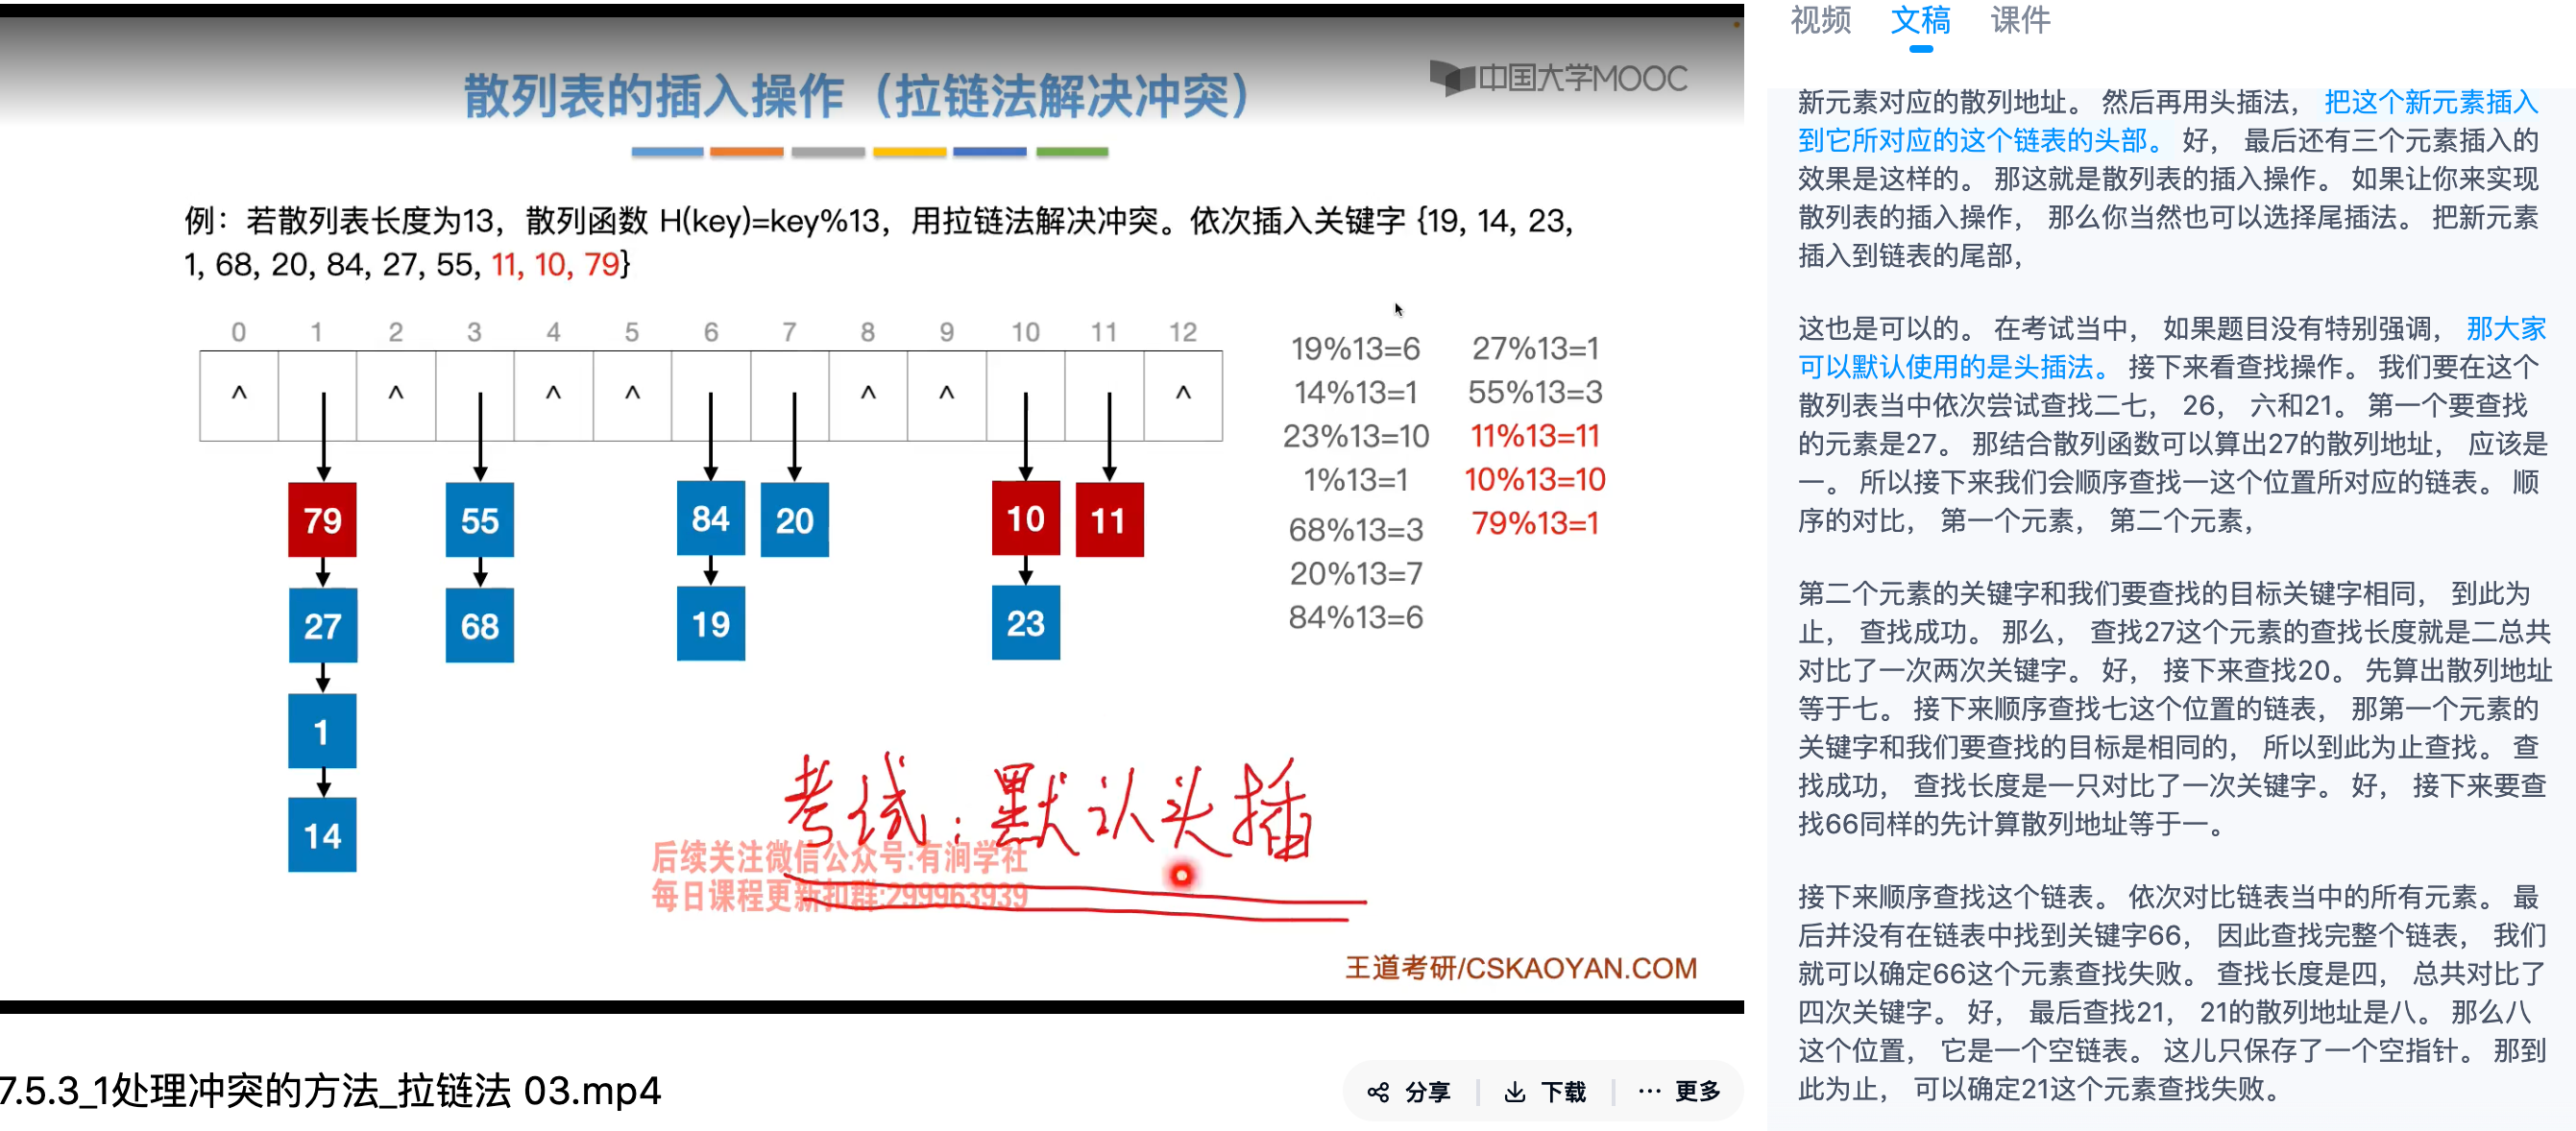 散列表的插入操作（拉链法解决冲突）
中国大学MOOC
例：若散列表长度为13，散列函数 H(key)=key%13，用拉链法解决冲突。依次插入关键字 {19, 14, 23,
1, 68, 20, 84, 27, 55, 11, 10, 79}
0 1 2 3 4 5 6 7 8 9 10 11 12
^ ^ ^ ^ ^ ^ ^
79 55 84 20 10 11
27 68 19 23
1
14
19%13=6 27%13=1
14%13=1 55%13=3
23%13=10 11%13=11
1%13=1 10%13=10
68%13=3 79%13=1
20%13=7
84%13=6
考试：默认头插
后续关注微信公众号:有涧学社
每日课程更新扣群:299963939
王道考研/CSKAOYAN.COM
7.5.3_1处理冲突的方法_拉链法 03.mp4
分享 下载 ··· 更多
视频 文稿 课件
新元素对应的散列地址。 然后再用头插法， 把这个新元素插入
到它所对应的这个链表的头部。 好， 最后还有三个元素插入的
效果是这样的。 那这就是散列表的插入操作。 如果让你来实现
散列表的插入操作， 那么你当然也可以选择尾插法。 把新元素
插入到链表的尾部，
这也是可以的。 在考试当中， 如果题目没有特别强调， 那大家
可以默认使用的是头插法。 接下来看查找操作。 我们要在这个
散列表当中依次尝试查找二七， 26， 六和21。 第一个要查找
的元素是27。 那结合散列函数可以算出27的散列地址， 应该是
一。 所以接下来我们会顺序查找一这个位置所对应的链表。 顺
序的对比， 第一个元素， 第二个元素，
第二个元素的关键字和我们要查找的目标关键字相同， 到此为
止， 查找成功。 那么， 查找27这个元素的查找长度就是二总共
对比了一次两次关键字。 好， 接下来查找20。 先算出散列地址
等于七。 接下来顺序查找七这个位置的链表， 那第一个元素的
关键字和我们要查找的目标是相同的， 所以到此为止查找。 查
找成功， 查找长度是一只对比了一次关键字。 好， 接下来要查
找66同样的先计算散列地址等于一。
接下来顺序查找这个链表。 依次对比链表当中的所有元素。 最
后并没有在链表中找到关键字66， 因此查找完整个链表， 我们
就可以确定66这个元素查找失败。 查找长度是四， 总共对比了
四次关键字。 好， 最后查找21， 21的散列地址是八。 那么八
这个位置， 它是一个空链表。 这儿只保存了一个空指针。 那到
此为止， 可以确定21这个元素查找失败。